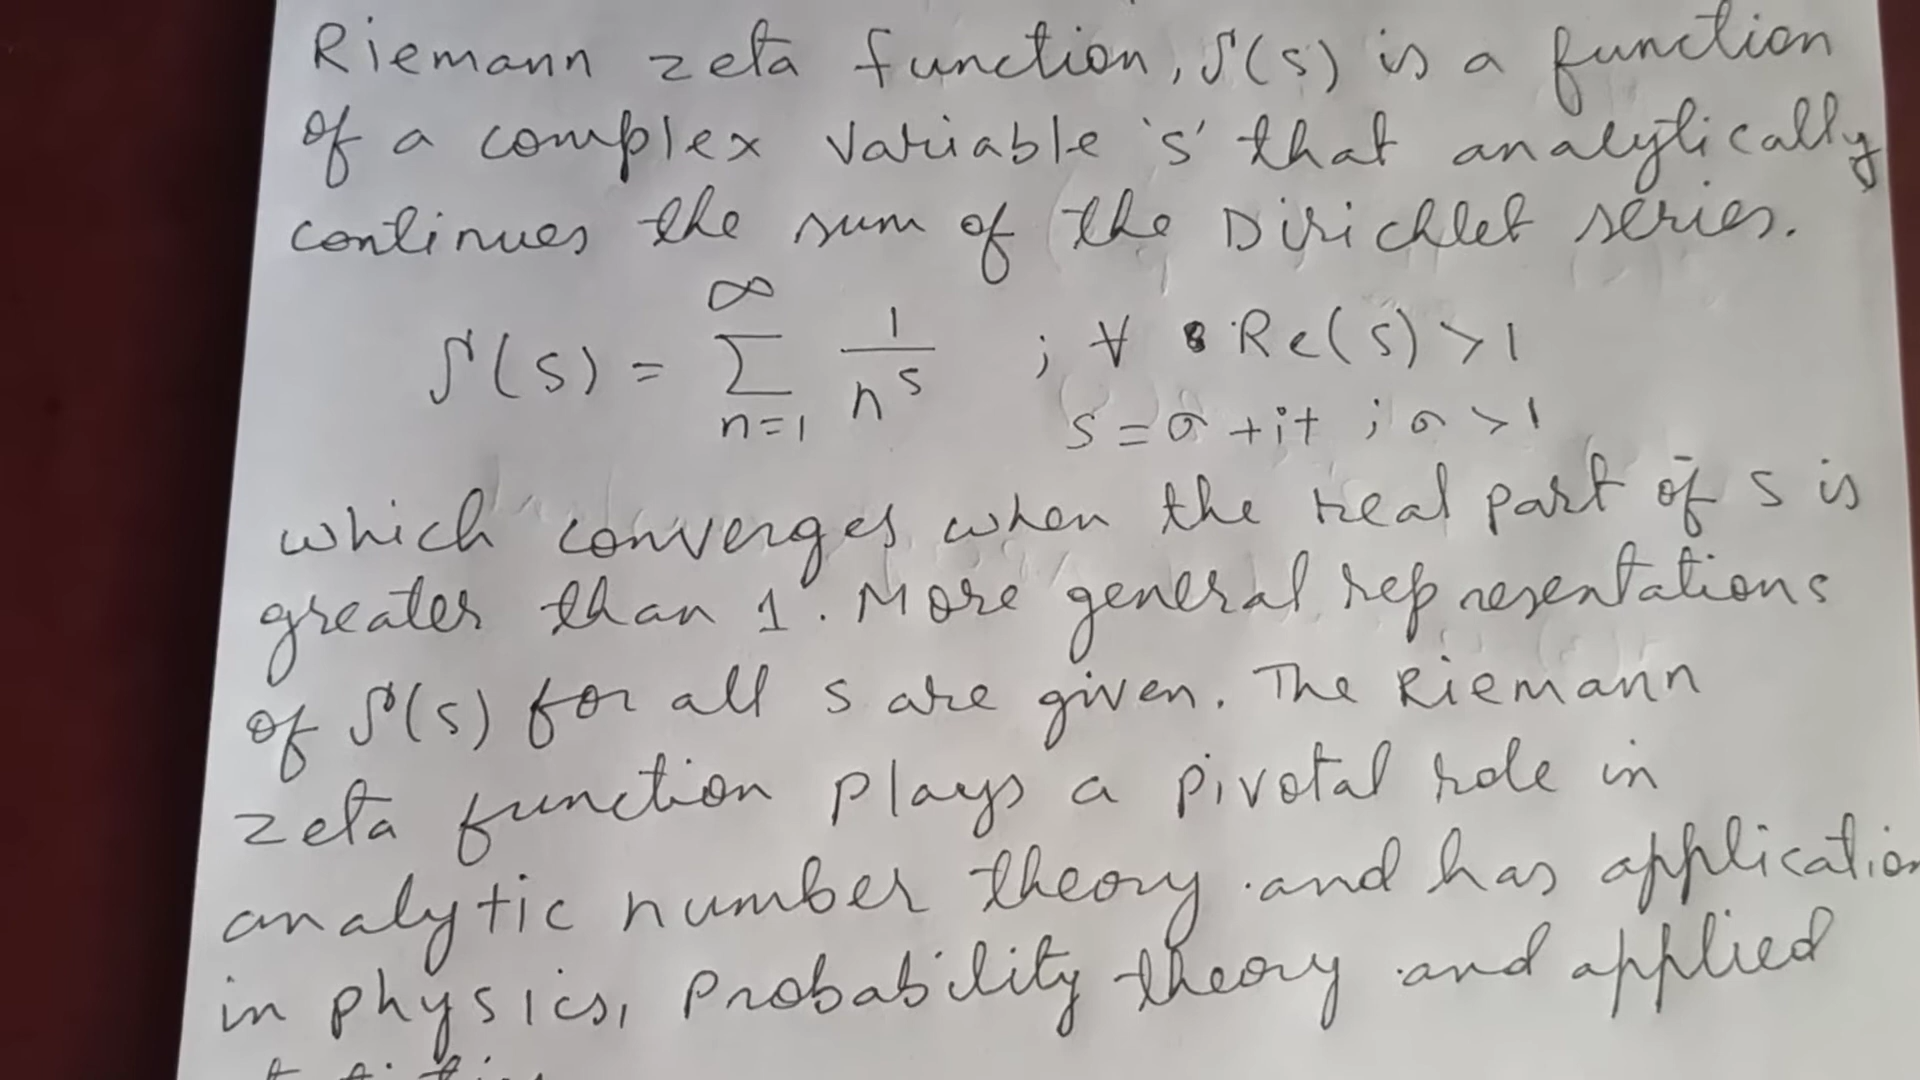 Riemann zeta function, ζ(s) is a function
of a complex variable 's' that analytically
continues the sum of the Dirichlet series.
ζ(s) = ∑_{n=1}^{∞} 1/n^s ; ∀ Re(s) > 1
s = σ + it ; σ > 1
which converges when the real part of s is
greater than 1. More general representations
of ζ(s) for all s are given. The Riemann
zeta function plays a pivotal role in
analytic number theory and has application
in physics, Probability theory and applied